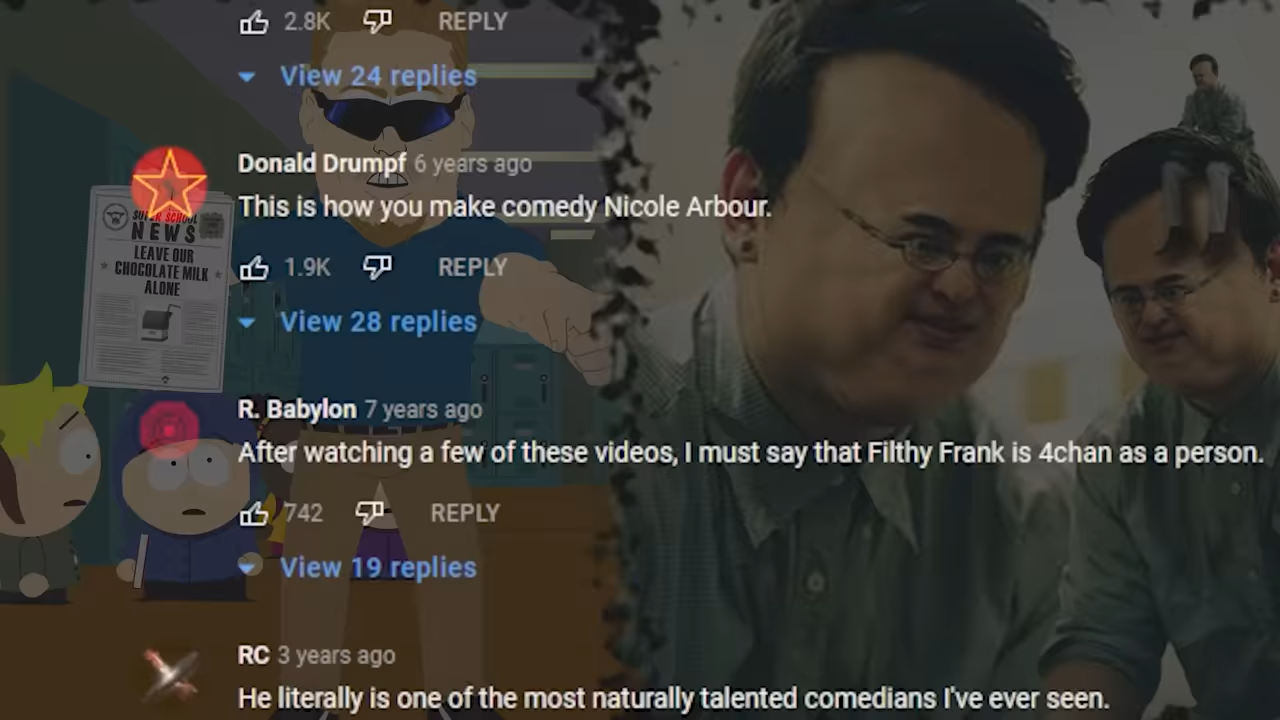 2.8K REPLY
View 24 replies
Donald Drumpf 6 years ago
This is how you make comedy Nicole Arbour.
1.9K REPLY
View 28 replies
SUPER SCHOOL
NEWS
LEAVE OUR
CHOCOLATE MILK
ALONE
R. Babylon 7 years ago
After watching a few of these videos, I must say that Filthy Frank is 4chan as a person.
742 REPLY
View 19 replies
RC 3 years ago
He literally is one of the most naturally talented comedians I've ever seen.